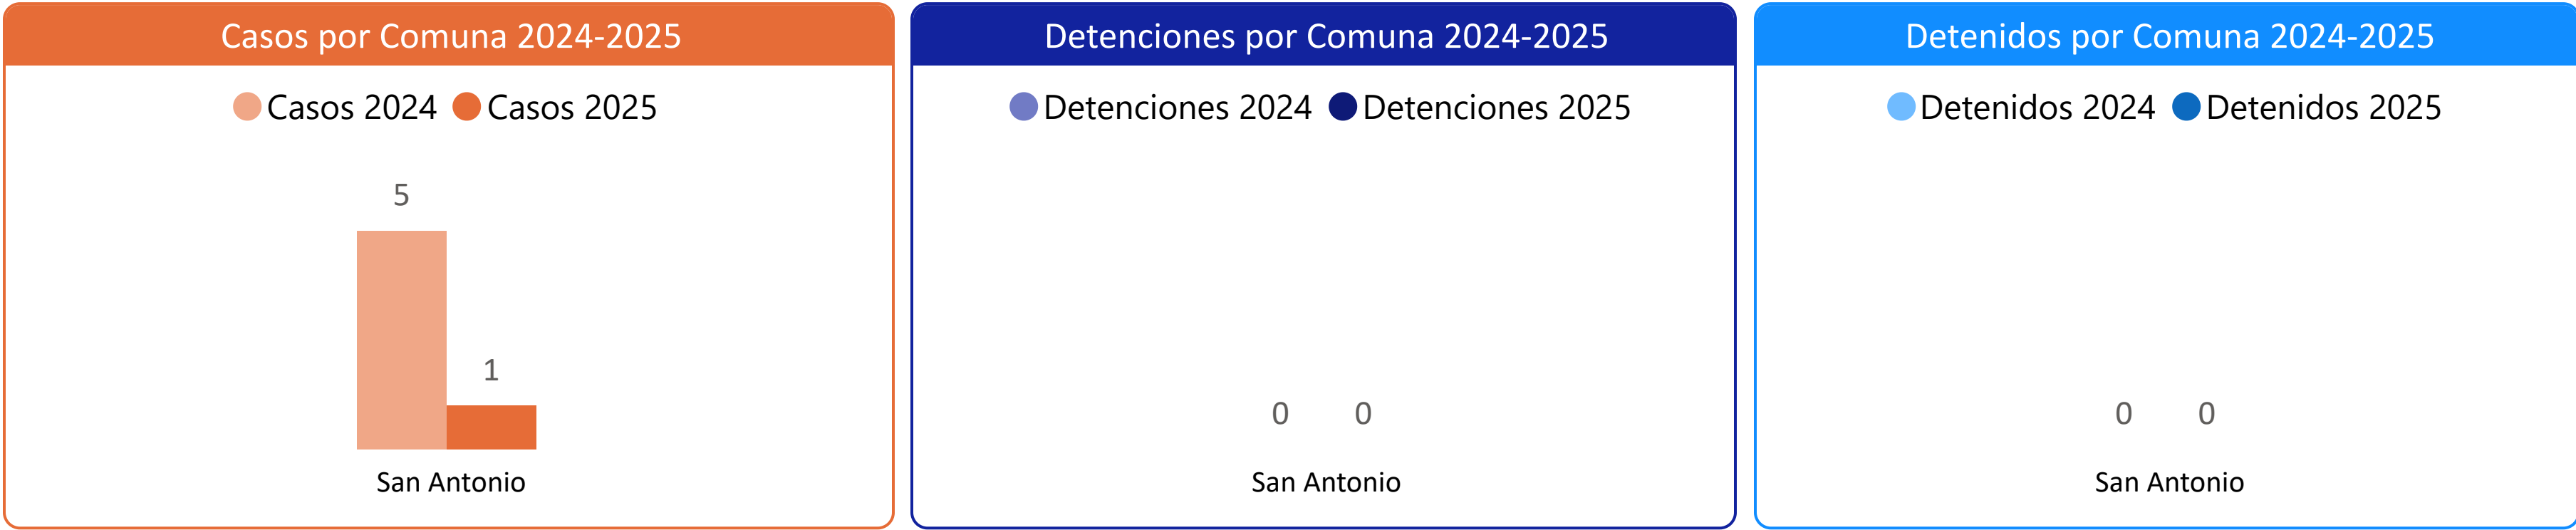 Casos por Comuna 2024-2025
Casos 2024 Casos 2025
5
1
San Antonio
Detenciones por Comuna 2024-2025
Detenciones 2024 Detenciones 2025
0 0
San Antonio
Detenidos por Comuna 2024-2025
Detenidos 2024 Detenidos 2025
0 0
San Antonio